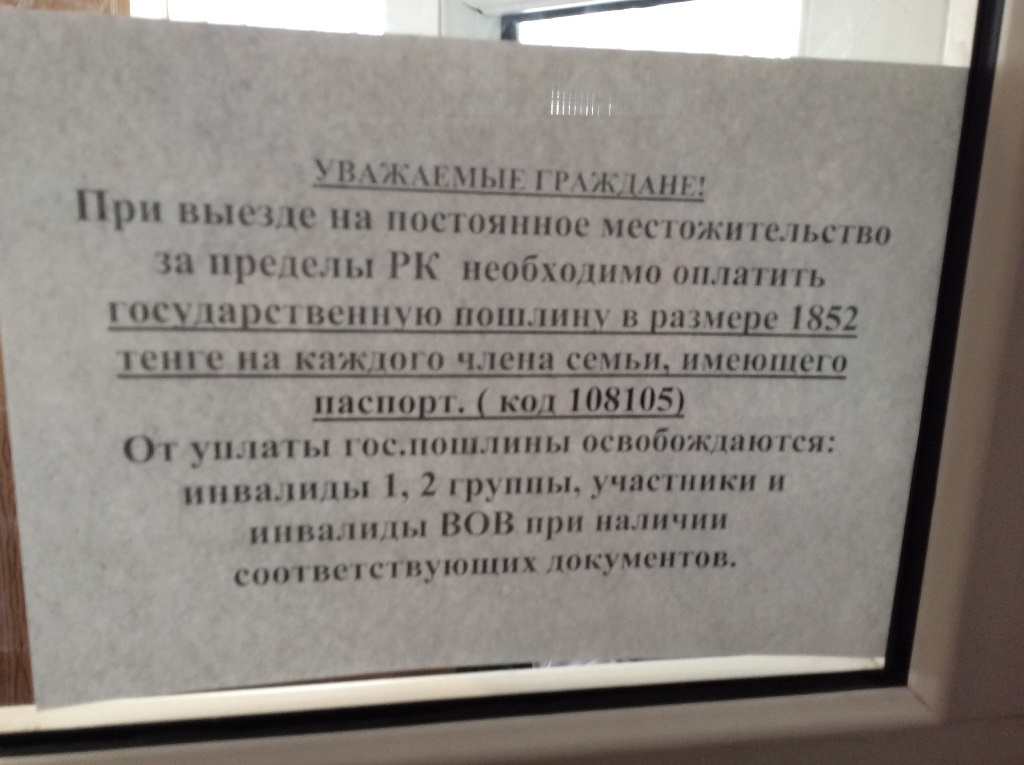 УВАЖАЕМЫЕ ГРАЖДАНЕ!
При выезде на постоянное местожительство
за пределы РК необходимо оплатить
государственную пошлину в размере 1852
тенге на каждого члена семьи, имеющего
паспорт. ( код 108105)
От уплаты гос.пошлины освобождаются:
инвалиды 1, 2 группы, участники и
инвалиды ВОВ при наличии
соответствующих документов.